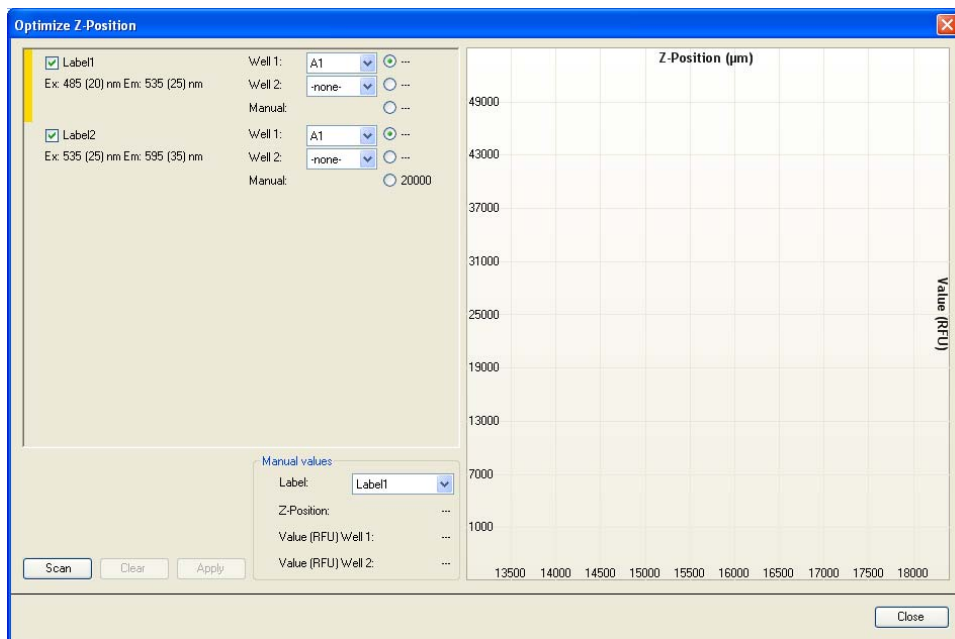 Optimize Z-Position
Label1 Well 1: A1 ---
Ex: 485 (20) nm Em: 535 (25) nm Well 2: -none- ---
Manual: ---
Label2 Well 1: A1 ---
Ex: 535 (25) nm Em: 595 (35) nm Well 2: -none- ---
Manual: 20000
Manual values
Label: Label1
Z-Position: ---
Value (RFU) Well 1: ---
Value (RFU) Well 2: ---
Scan Clear Apply
Z-Position (µm)
49000
43000
37000
31000
25000
19000
13000
7000
1000
Value (RFU)
13500 14000 14500 15000 15500 16000 16500 17000 17500 18000
Close